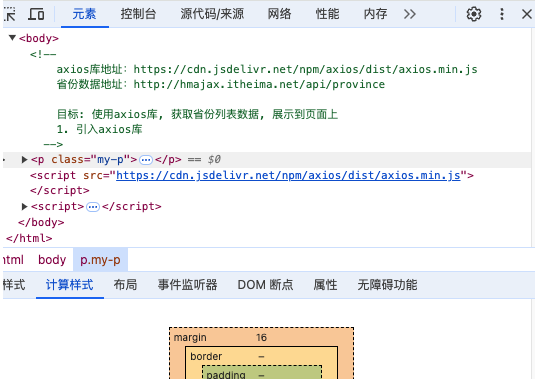 元素 控制台 源代码/来源 网络 性能 内存
<body>
<!--
axios库地址：https://cdn.jsdelivr.net/npm/axios/dist/axios.min.js
省份数据地址：http://hmajax.itheima.net/api/province
目标: 使用axios库, 获取省份列表数据, 展示到页面上
1. 引入axios库
-->
<p class="my-p">…</p> == $0
<script src="https://cdn.jsdelivr.net/npm/axios/dist/axios.min.js">
</script>
<script>…</script>
</body>
</html>
html body p.my-p
样式 计算样式 布局 事件监听器 DOM 断点 属性 无障碍功能
margin 16
border –
padding –